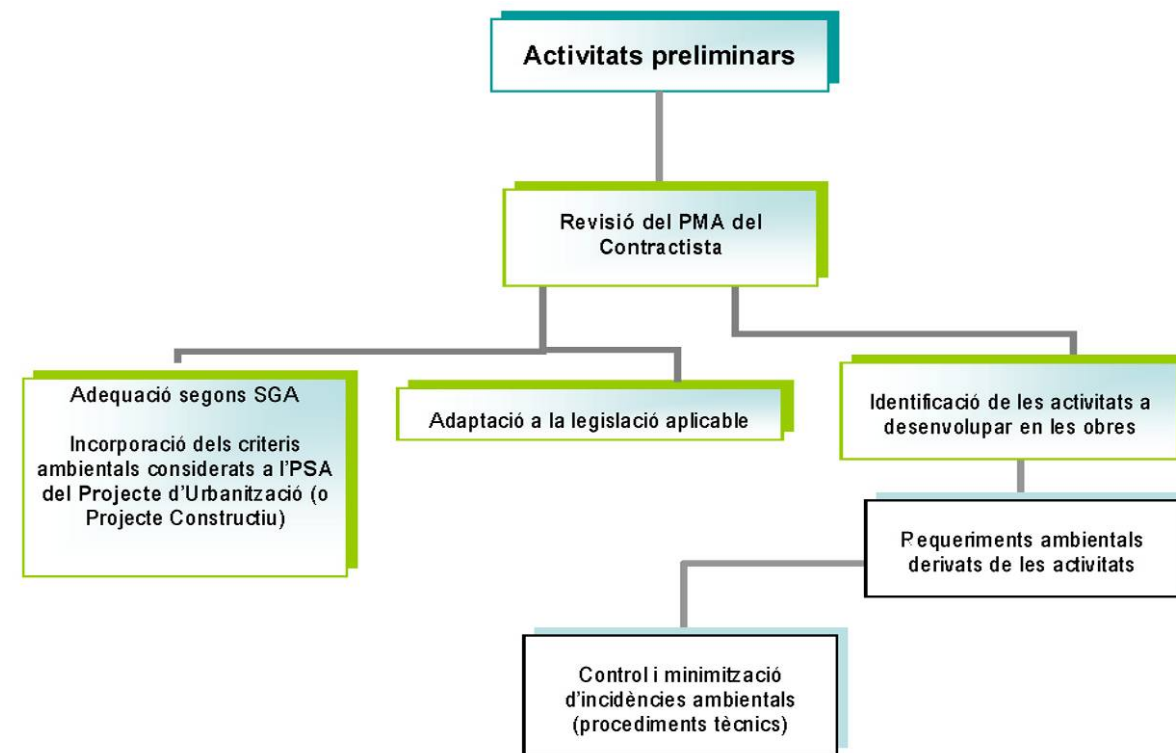 Activitats preliminars
Revisió del PMA del
Contractista
Adequació segons SGA
Incorporació dels criteris
ambientals considerats a l'PSA
del Projecte d'Urbanització (o
Projecte Constructiu)
Adaptació a la legislació aplicable
Identificació de les activitats a
desenvolupar en les obres
Requeriments ambientals
derivats de les activitats
Control i minimització
d'incidències ambientals
(procediments tècnics)